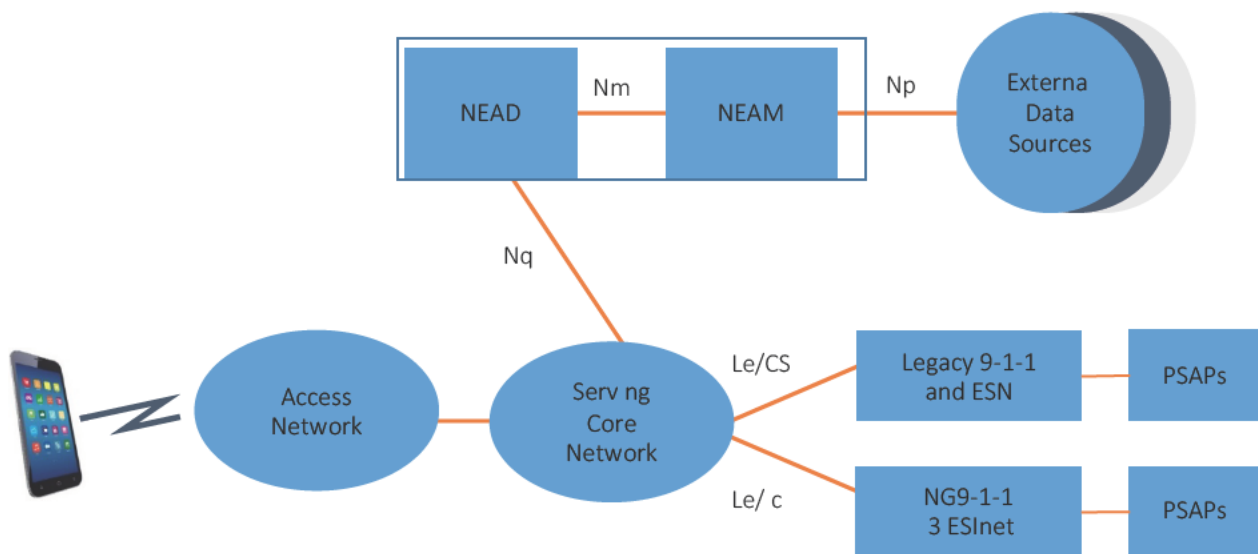 NEAD
Nm
NEAM
Np
Externa
Data
Sources
Nq
Access
Network
Serv ng
Core
Network
Le/CS
Legacy 9-1-1
and ESN
PSAPs
Le/ c
NG9-1-1
3 ESInet
PSAPs